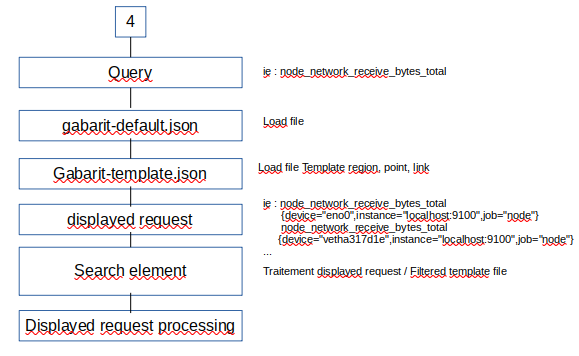 4
Query
ie : node_network_receive_bytes_total
gabarit-default.json
Load file
Gabarit-template.json
Load file Template region, point, link
displayed request
ie : node_network_receive_bytes_total
{device="eno0",instance="localhost:9100",job="node"}
node_network_receive_bytes_total
{device="vetha317d1e",instance="localhost:9100",job="node"}
...
Search element
Traitement displayed request / Filtered template file
Displayed request processing